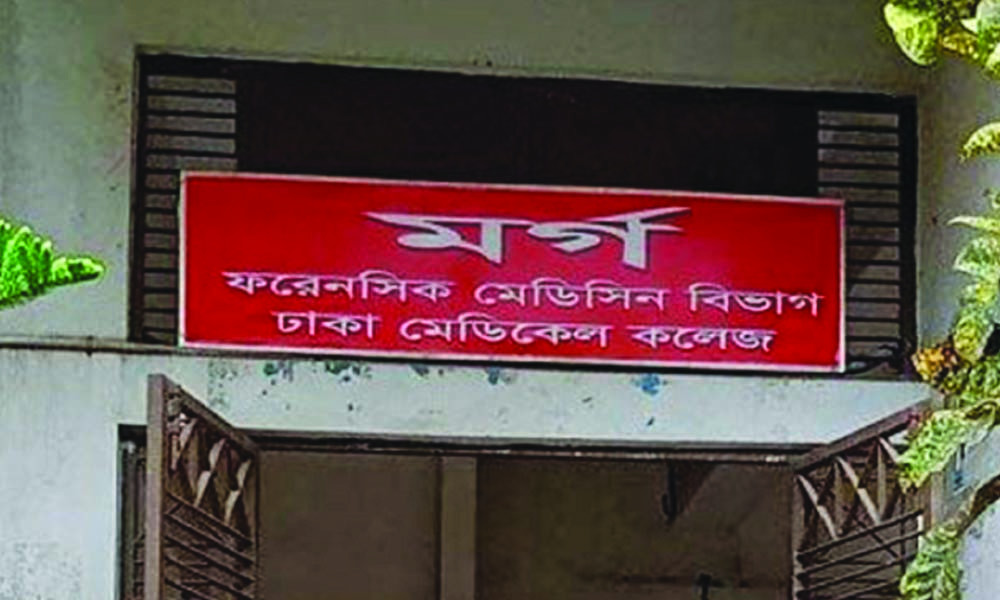 মর্গ
ফরেনসিক মেডিসিন বিভাগ
ঢাকা মেডিকেল কলেজ